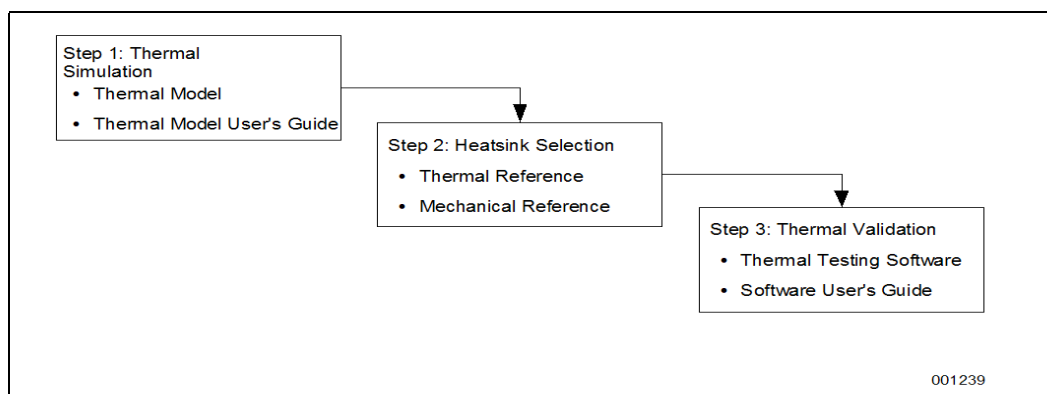 Step 1: Thermal
Simulation
• Thermal Model
• Thermal Model User's Guide
Step 2: Heatsink Selection
• Thermal Reference
• Mechanical Reference
Step 3: Thermal Validation
• Thermal Testing Software
• Software User's Guide
001239